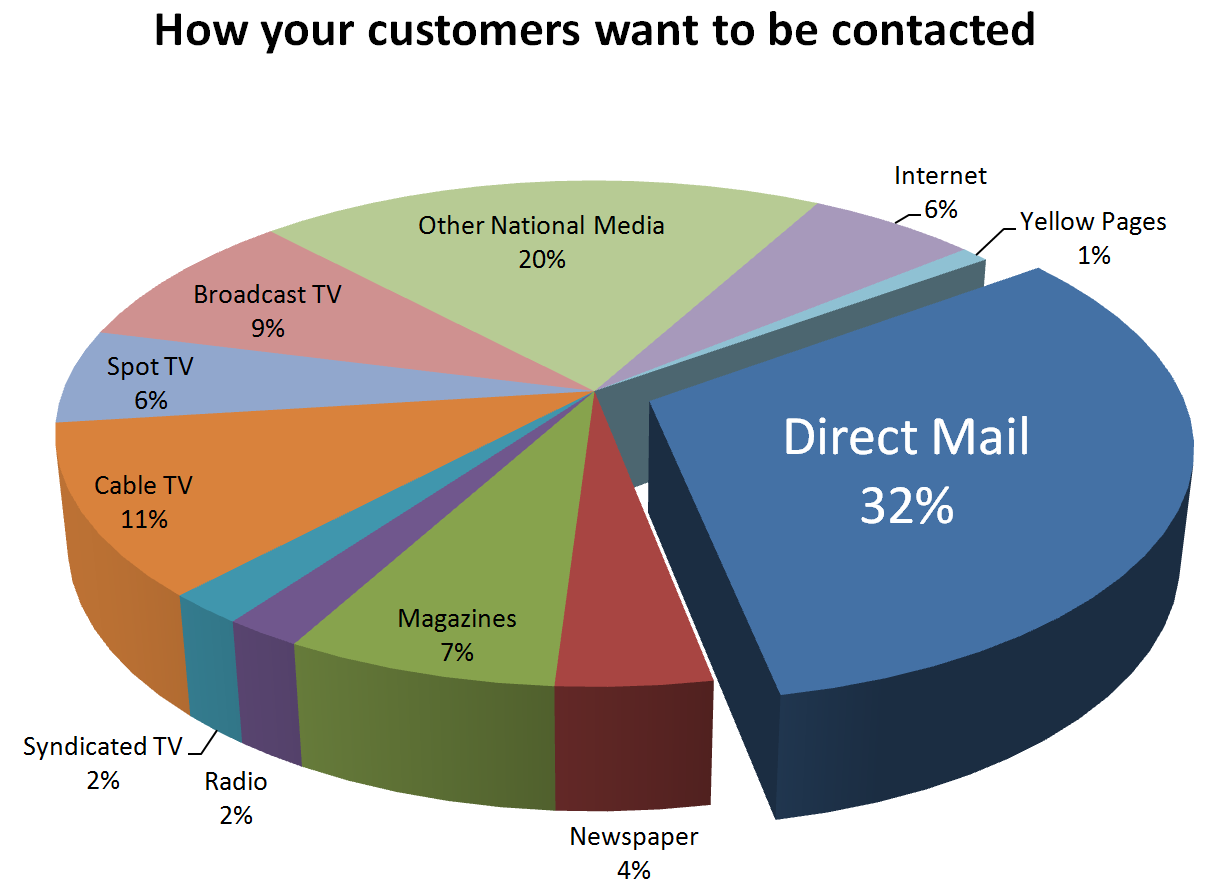 How your customers want to be contacted
Internet
6%
Yellow Pages
1%
Other National Media
20%
Broadcast TV
9%
Spot TV
6%
Direct Mail
32%
Cable TV
11%
Magazines
7%
Syndicated TV
2%
Radio
2%
Newspaper
4%